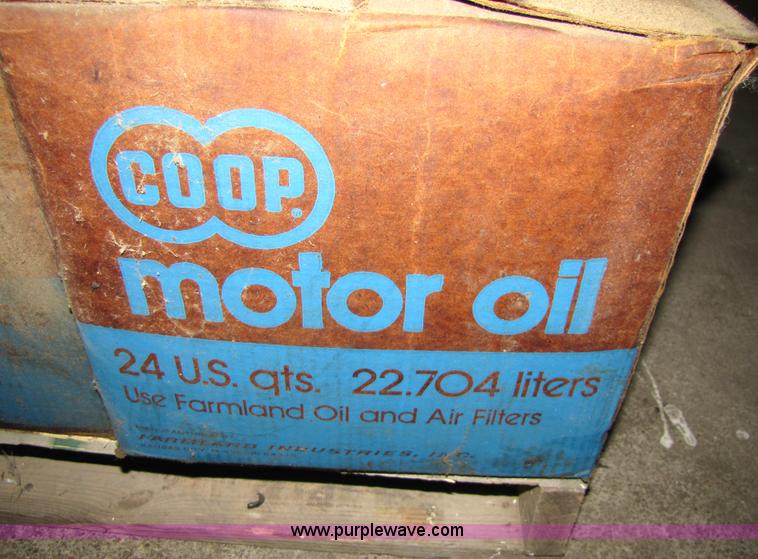 CO OP.
motor oil
24 U.S. qts. 22.704 liters
Use Farmland Oil and Air Filters
FARMLAND INDUSTRIES, INC.
www.purplewave.com